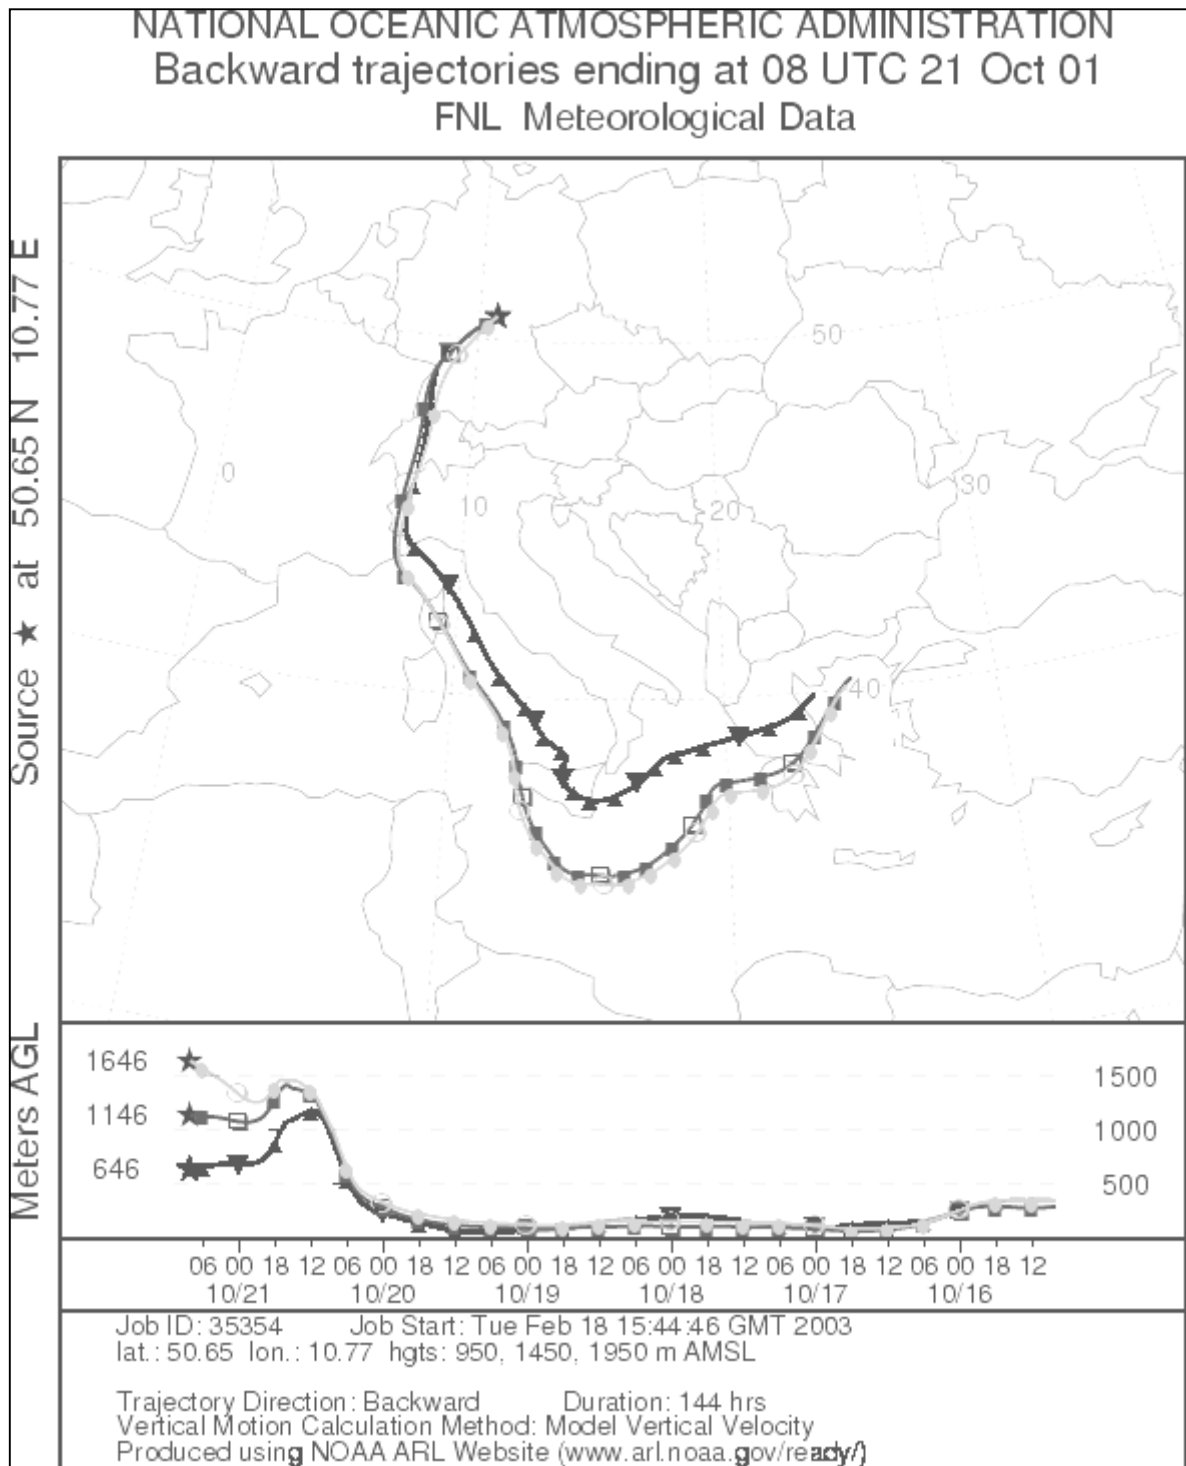 NATIONAL OCEANIC ATMOSPHERIC ADMINISTRATION
Backward trajectories ending at 08 UTC 21 Oct 01
FNL Meteorological Data
Source ★ at 50.65 N 10.77 E
50
0
10
20
30
40
Meters AGL
1646
1146
646
1500
1000
500
06 00 18 12 06 00 18 12 06 00 18 12 06 00 18 12 06 00 18 12 06 00 18 12
10/21 10/20 10/19 10/18 10/17 10/16
Job ID: 35354 Job Start: Tue Feb 18 15:44:46 GMT 2003
lat.: 50.65 lon.: 10.77 hgts: 950, 1450, 1950 m AMSL
Trajectory Direction: Backward Duration: 144 hrs
Vertical Motion Calculation Method: Model Vertical Velocity
Produced using NOAA ARL Website (www.arl.noaa.gov/ready/)